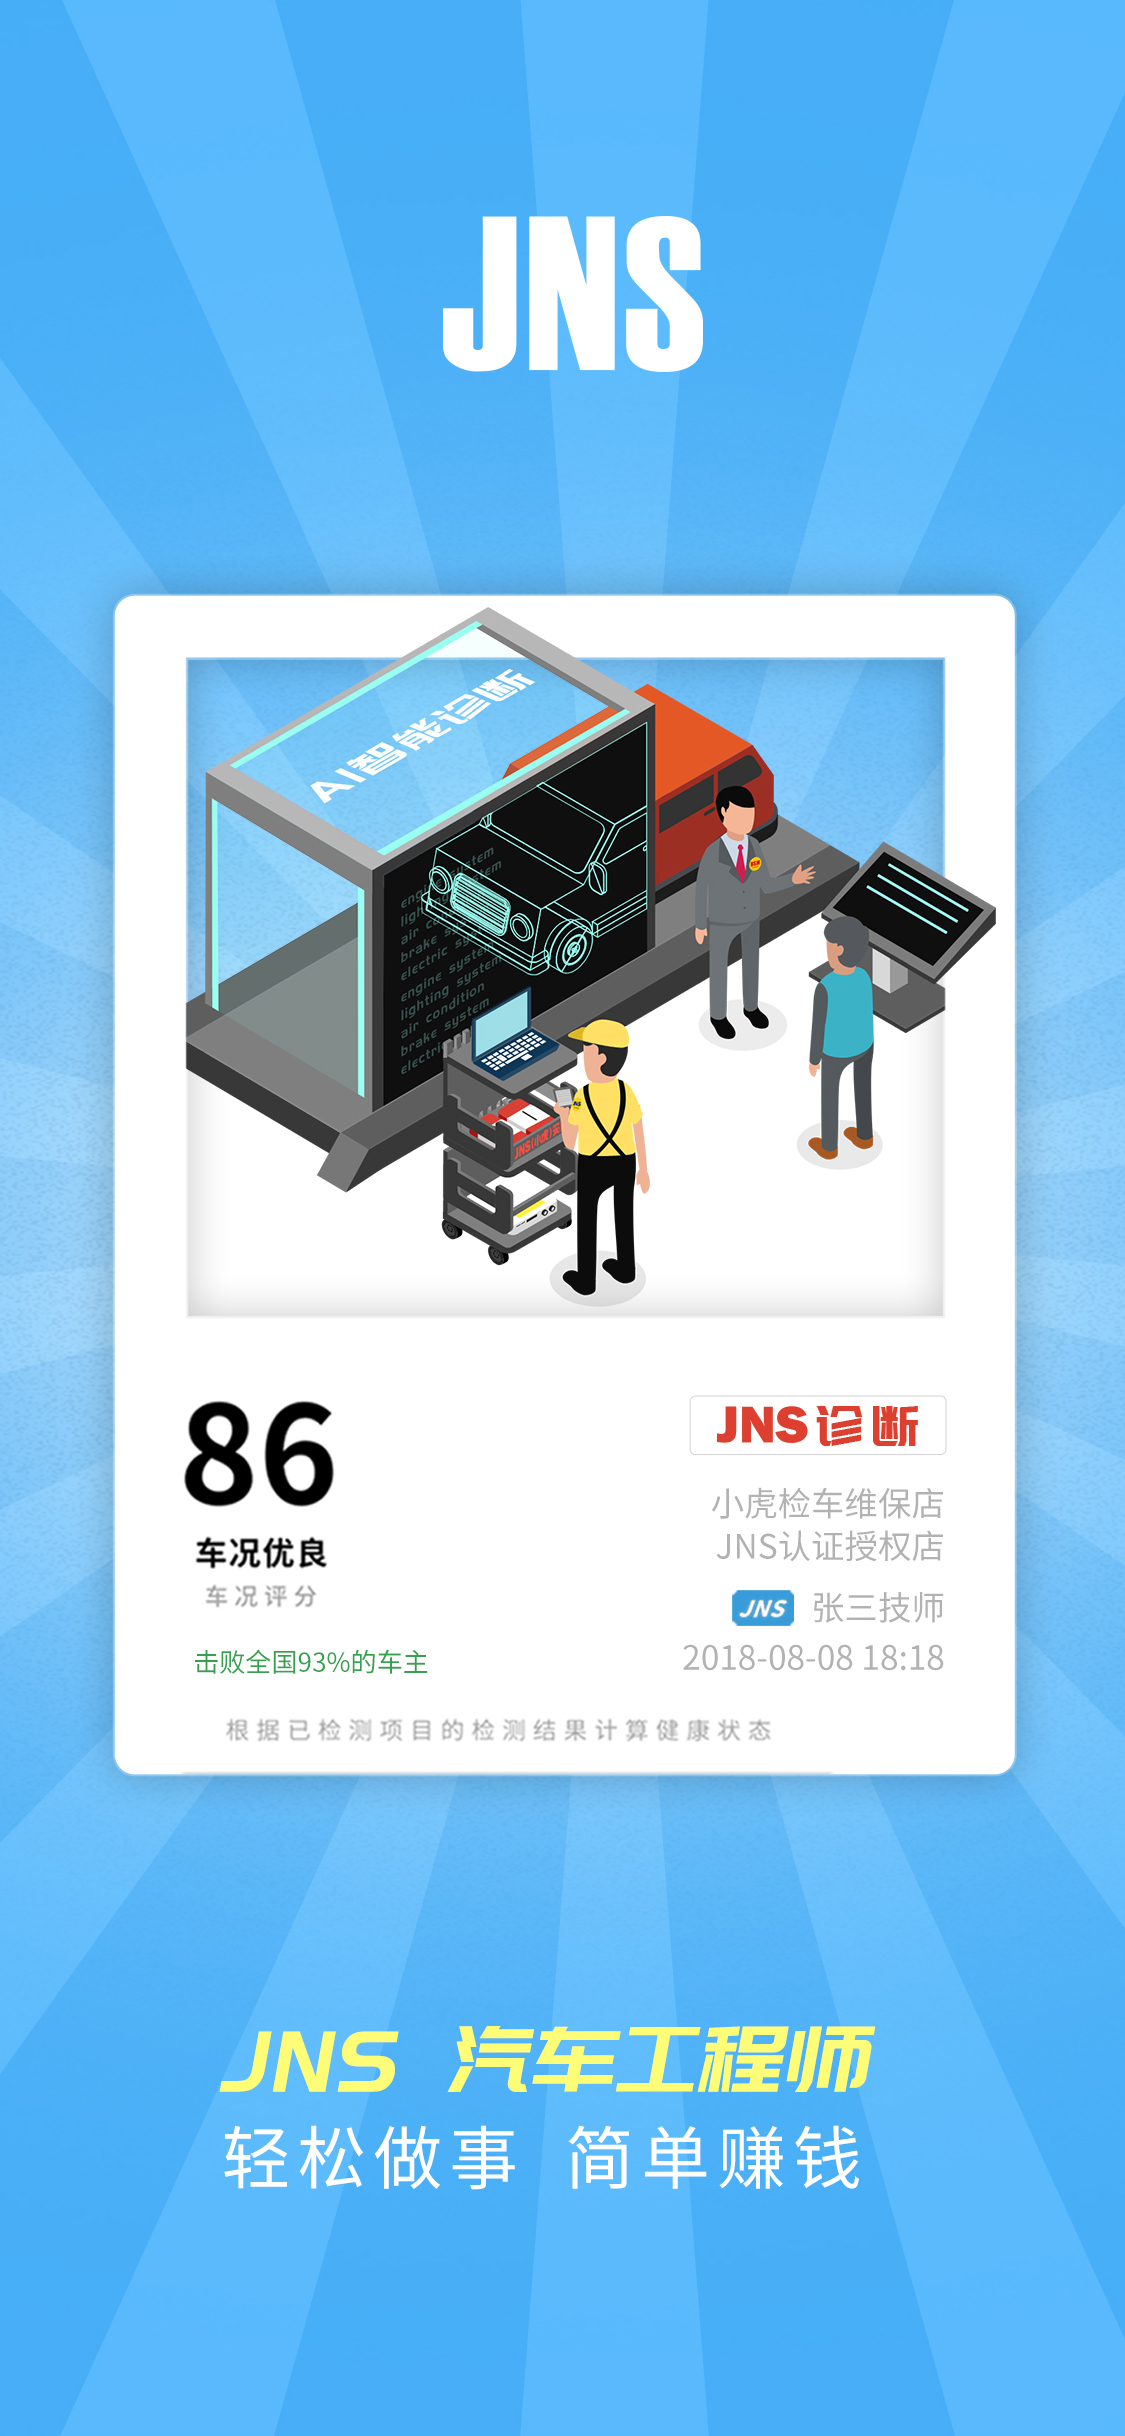 JNS
AI智能诊断
engine system
lighting system
air condition
brake system
electric system
engine system
lighting system
air condition
brake system
86
车况优良
车况评分
击败全国93%的车主
JNS诊断
小虎检车维保店
JNS认证授权店
JNS 张三技师
2018-08-08 18:18
根据已检测项目的检测结果计算健康状态
JNS 汽车工程师
轻松做事 简单赚钱